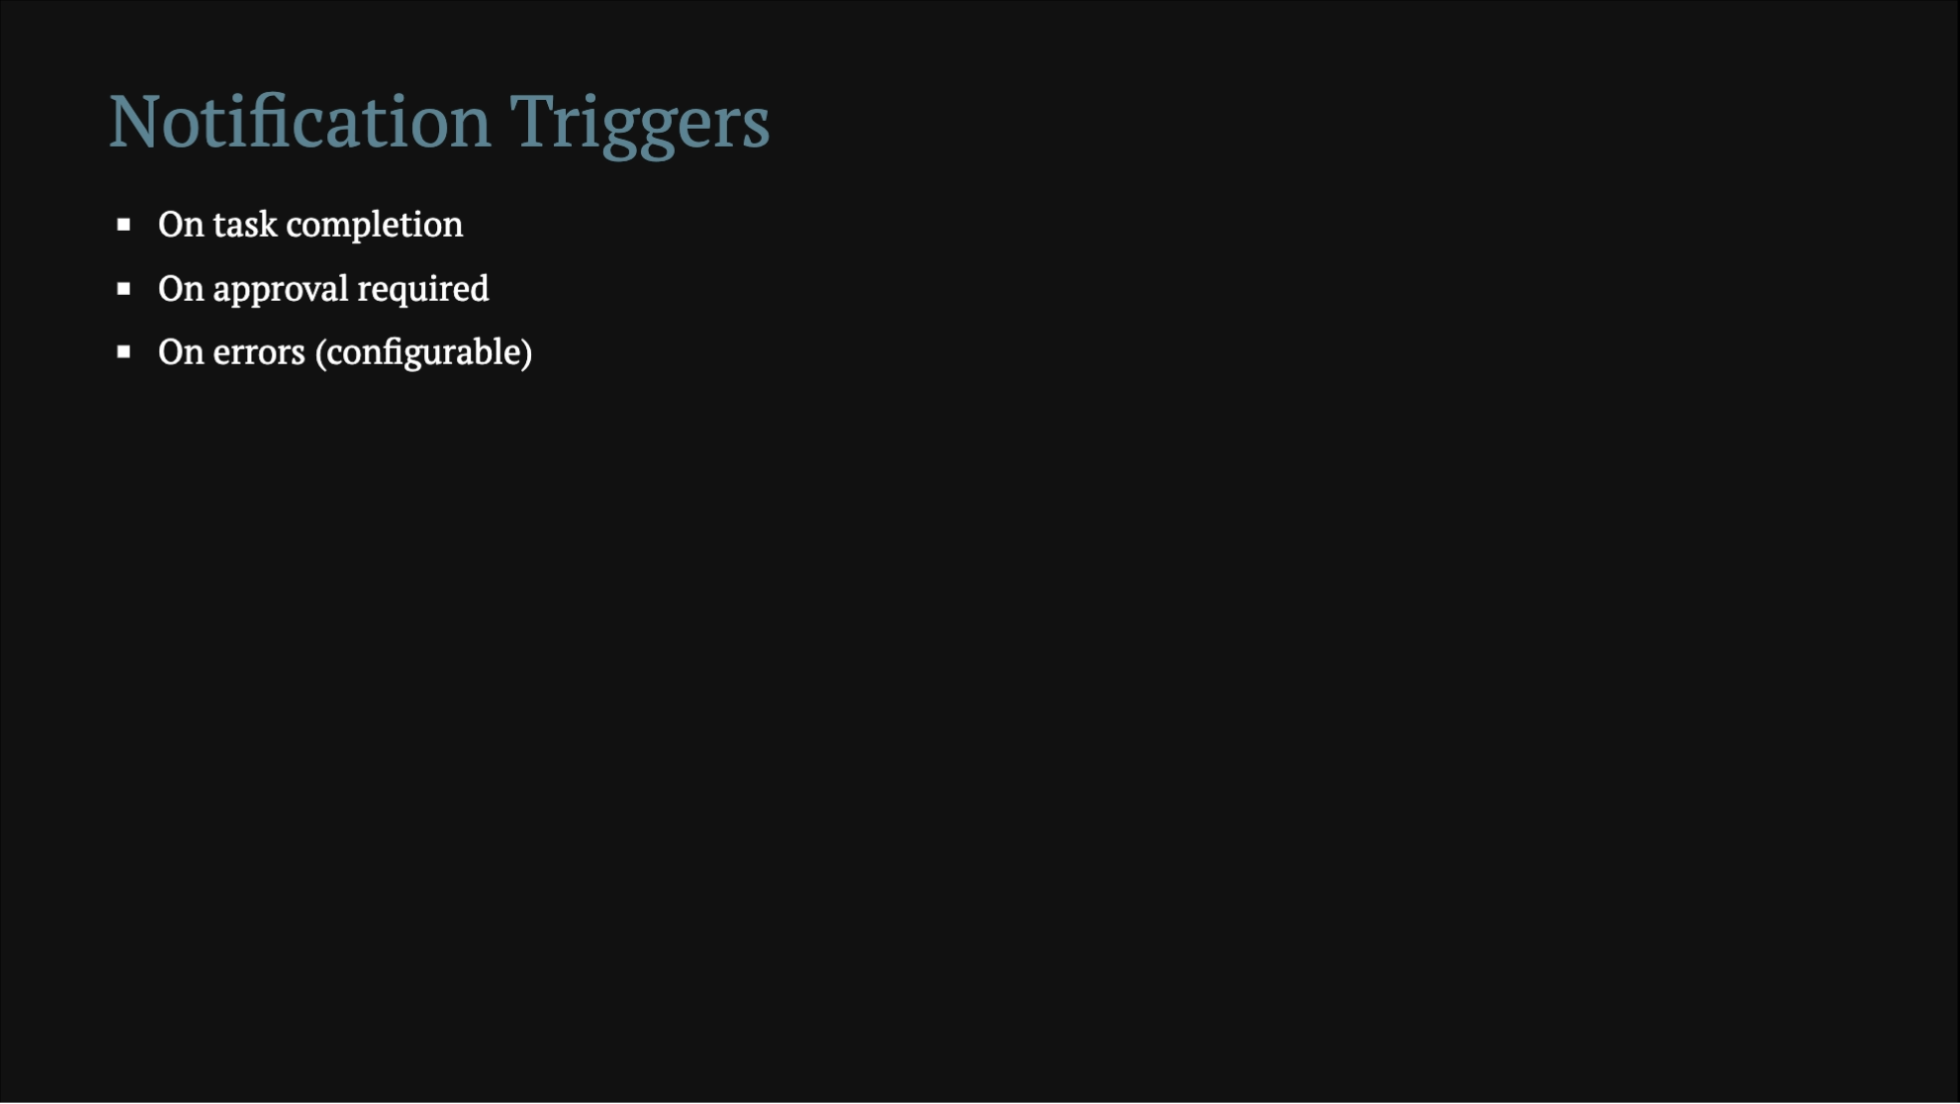 Notification Triggers
▪ On task completion
▪ On approval required
▪ On errors (configurable)